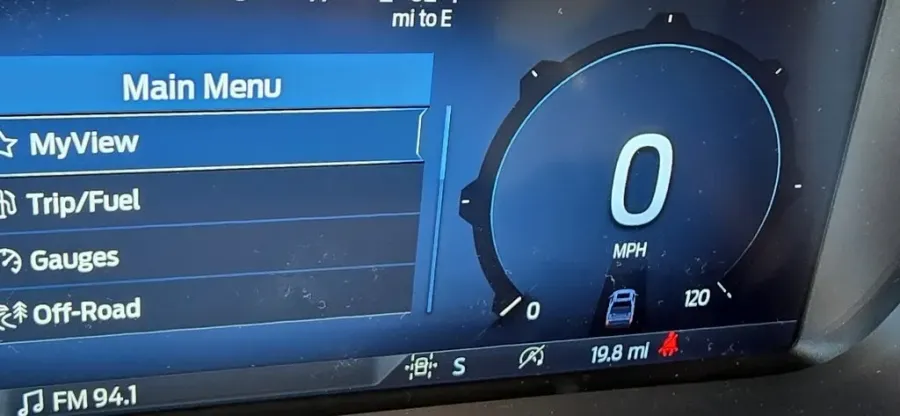 mi to E
Main Menu
MyView
Trip/Fuel
Gauges
Off-Road
0
MPH
0
120
S
19.8 mi
FM 94.1